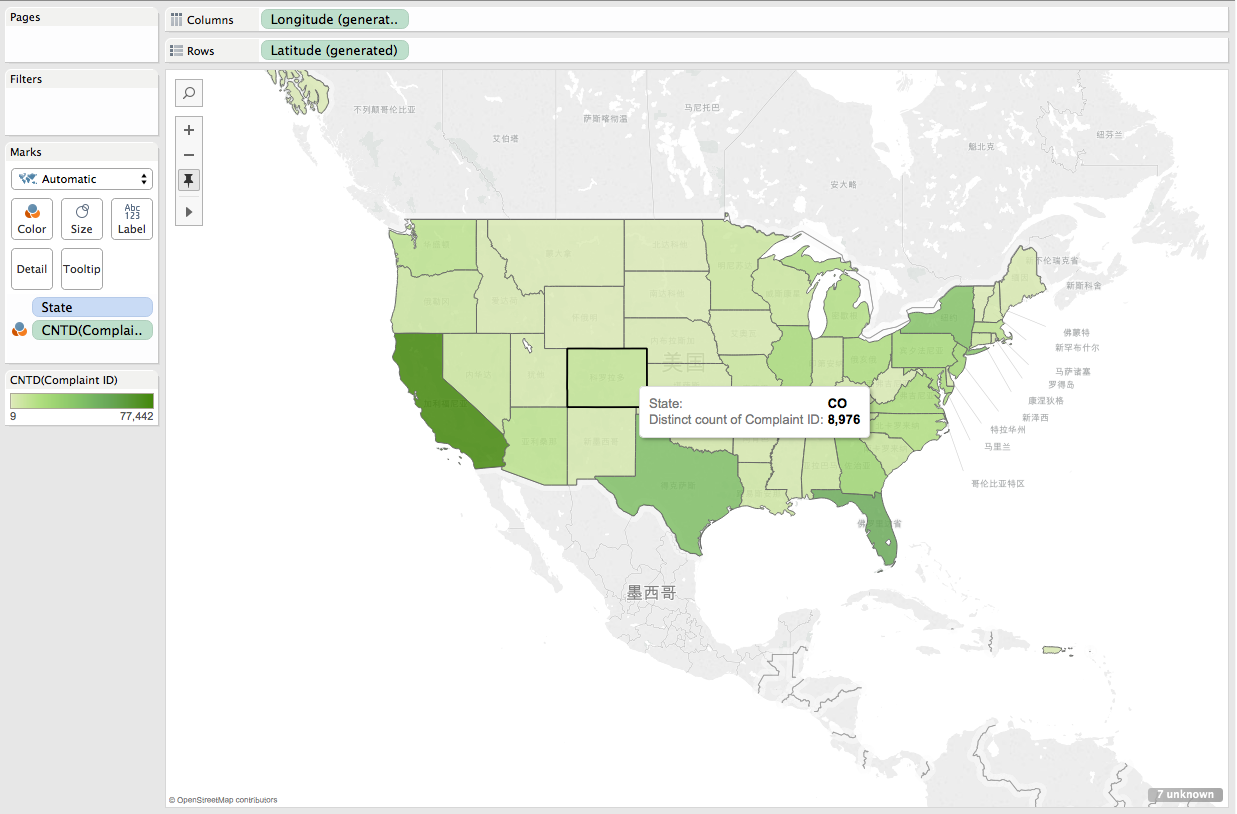 Pages
Columns
Longitude (generat..
Rows
Latitude (generated)
Filters
Marks
Automatic
Color
Size
Abc
123
Label
Detail
Tooltip
State
CNTD(Complai..
CNTD(Complaint ID)
9
77,442
不列颠哥伦比亚
艾伯塔
萨斯喀彻温
马尼托巴
安大略
魁北克
纽芬兰
新斯科舍
美国
State:
CO
Distinct count of Complaint ID:
8,976
佛蒙特
新罕布什尔
马萨诸塞
罗得岛
康涅狄格
新泽西
特拉华州
马里兰
哥伦比亚特区
墨西哥
© OpenStreetMap contributors
7 unknown